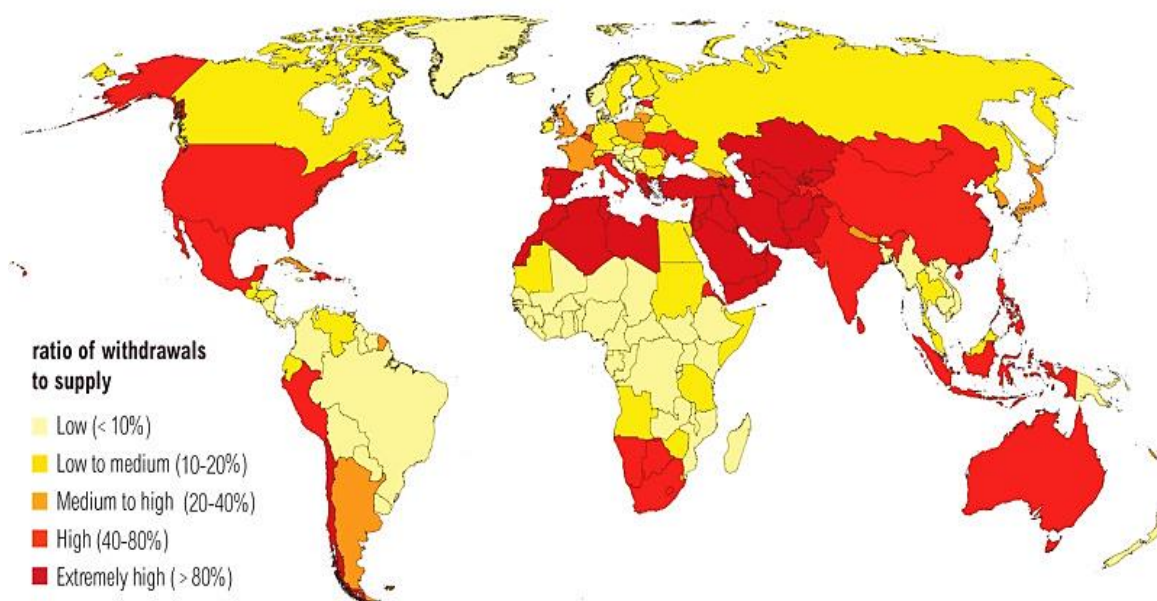 ratio of withdrawals
to supply
Low (< 10%)
Low to medium (10-20%)
Medium to high (20-40%)
High (40-80%)
Extremely high (> 80%)